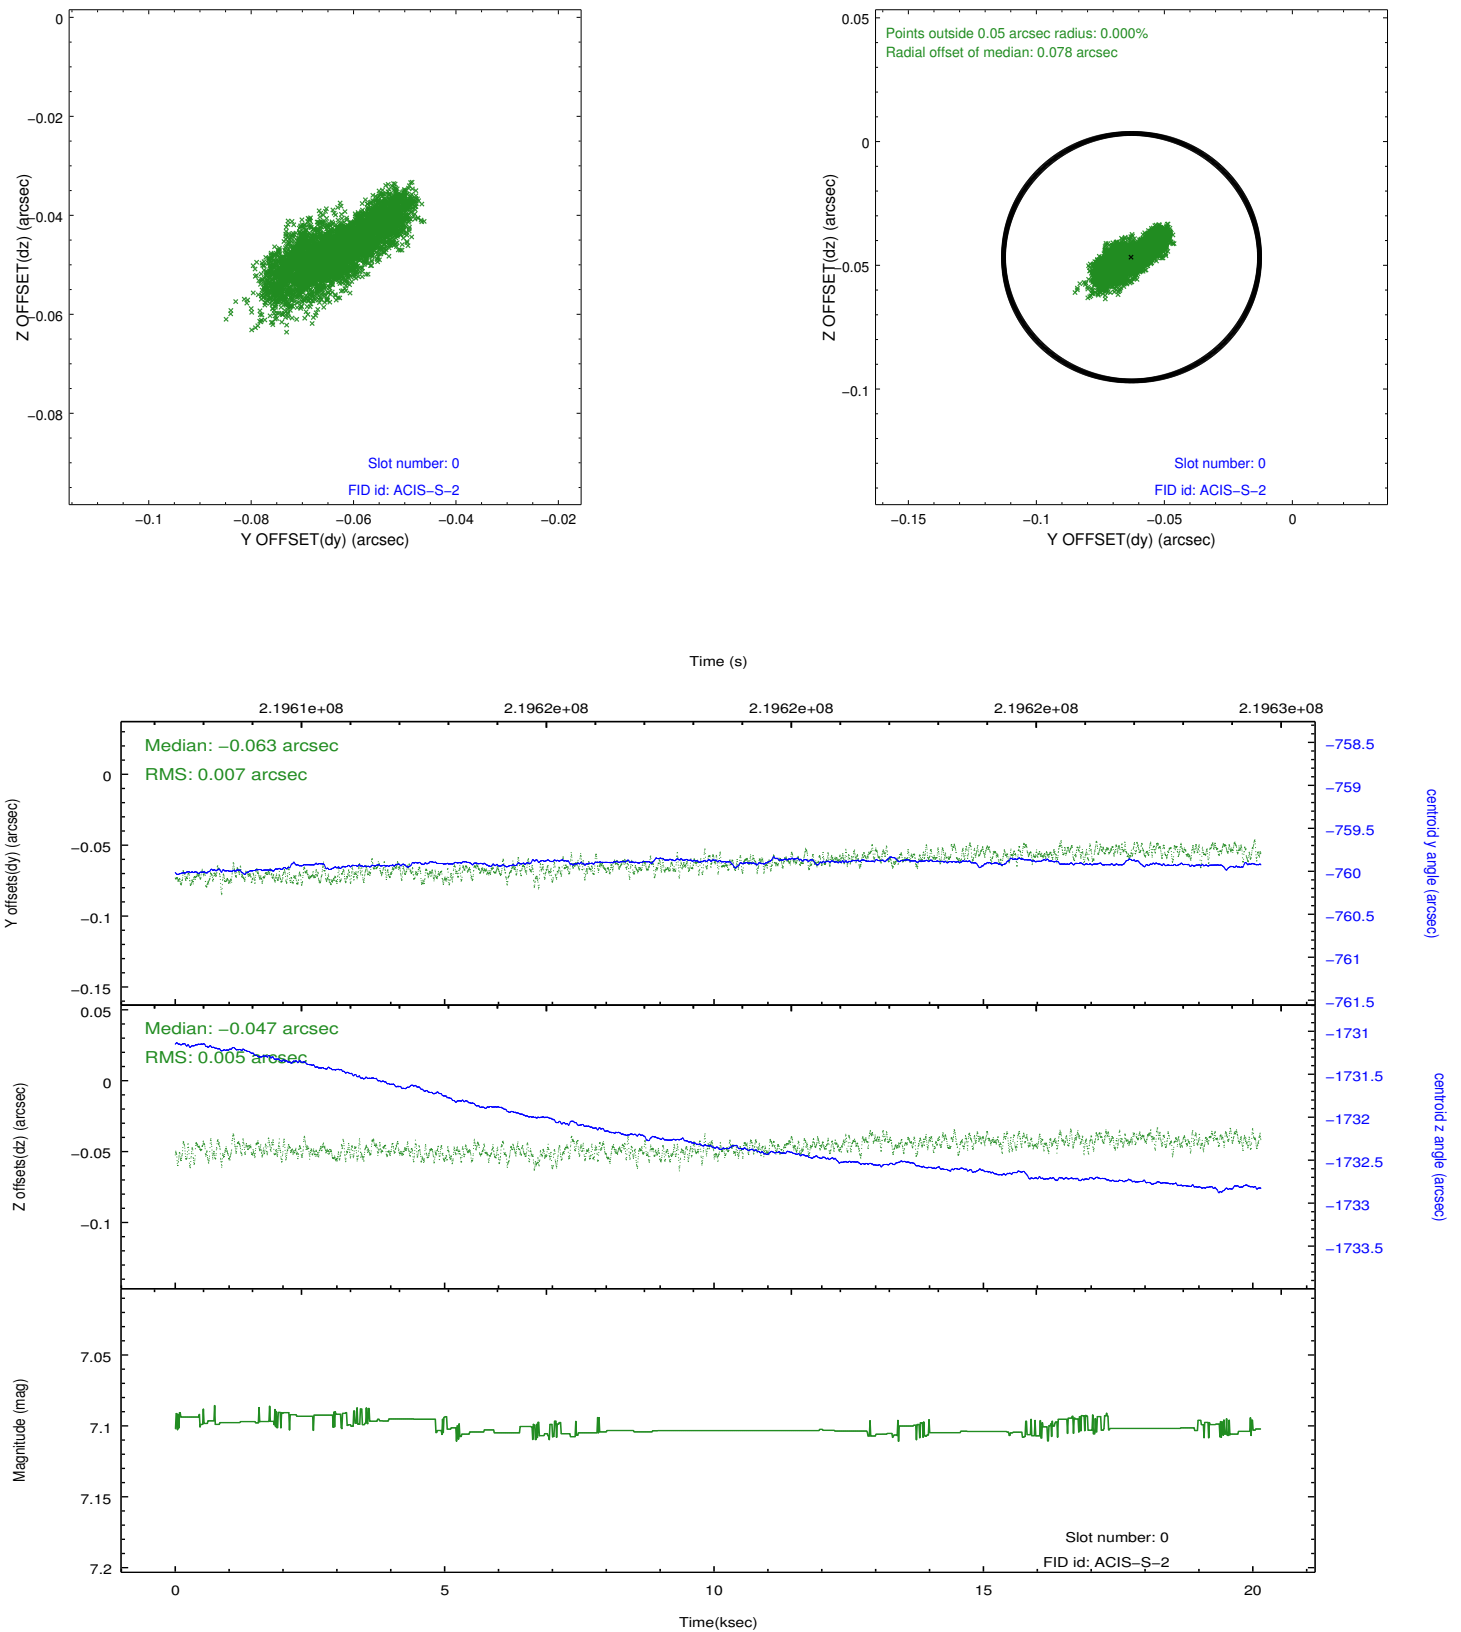 0
−0.02
−0.04
−0.06
−0.08
Z OFFSET(dz) (arcsec)
Slot number: 0
FID id: ACIS−S−2
−0.1
−0.08
−0.06
−0.04
−0.02
Y OFFSET(dy) (arcsec)
0.05
0
−0.05
−0.1
Z OFFSET(dz) (arcsec)
Points outside 0.05 arcsec radius: 0.000%
Radial offset of median: 0.078 arcsec
Slot number: 0
FID id: ACIS−S−2
−0.15
−0.1
−0.05
0
Y OFFSET(dy) (arcsec)
Time (s)
2.1961e+08
2.1962e+08
2.1962e+08
2.1962e+08
2.1963e+08
Median: −0.063 arcsec
RMS: 0.007 arcsec
0
−0.05
−0.1
−0.15
Y offsets(dy) (arcsec)
−758.5
−759
−759.5
−760
−760.5
−761
−761.5
centroid y angle (arcsec)
Median: −0.047 arcsec
RMS: 0.005 arcsec
0.05
0
−0.05
−0.1
Z offsets(dz) (arcsec)
−1731
−1731.5
−1732
−1732.5
−1733
−1733.5
centroid z angle (arcsec)
7.05
7.1
7.15
7.2
Magnitude (mag)
Slot number: 0
FID id: ACIS−S−2
0
5
10
15
20
Time(ksec)